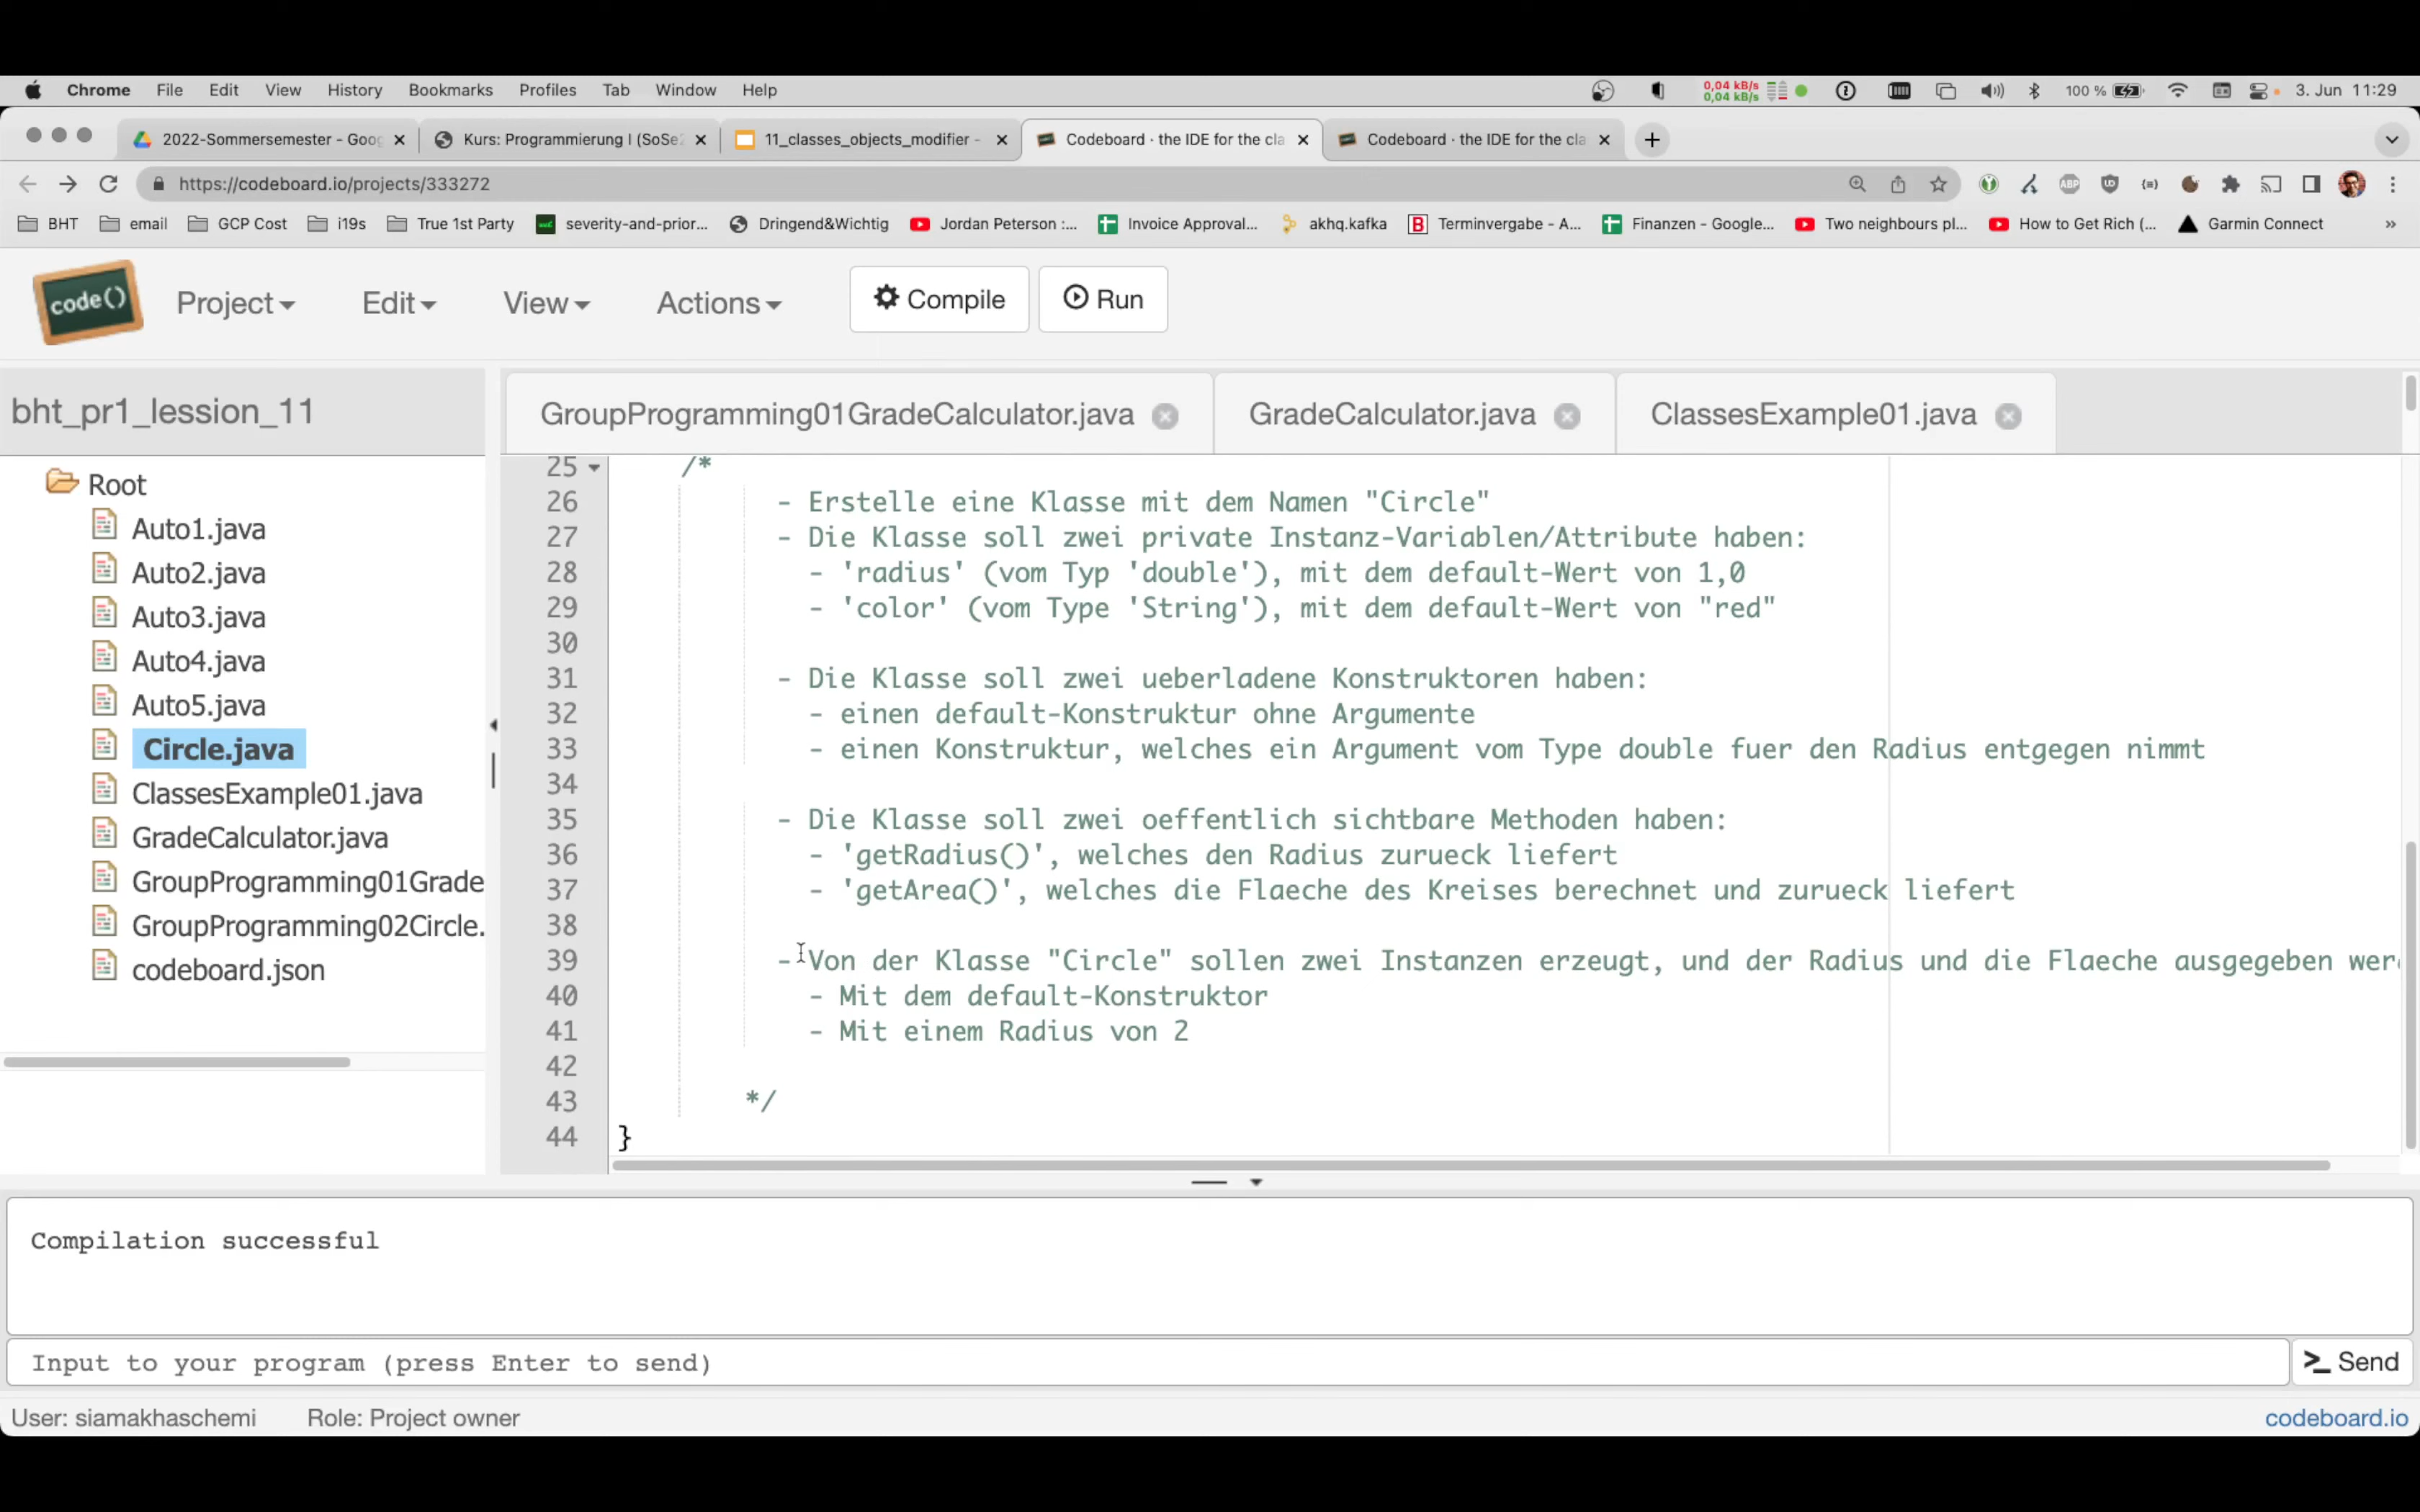 Chrome File Edit View History Bookmarks Profiles Tab Window Help 0,04 kB/s 0,04 kB/s 100 % 3. Jun 11:29
2022-Sommersemester - Goog Kurs: Programmierung I (SoSe2 11_classes_objects_modifier - Codeboard · the IDE for the cla Codeboard · the IDE for the cla
https://codeboard.io/projects/333272 ABP
BHT email GCP Cost i19s True 1st Party severity-and-prior... Dringend&Wichtig Jordan Peterson :... Invoice Approval... akhq.kafka Terminvergabe - A... Finanzen - Google... Two neighbours pl... How to Get Rich (... Garmin Connect »
code() Project Edit View Actions Compile Run
bht_pr1_lession_11
Root
Auto1.java
Auto2.java
Auto3.java
Auto4.java
Auto5.java
Circle.java
ClassesExample01.java
GradeCalculator.java
GroupProgramming01Grade
GroupProgramming02Circle.
codeboard.json
GroupProgramming01GradeCalculator.java GradeCalculator.java ClassesExample01.java
25 /*
26 - Erstelle eine Klasse mit dem Namen "Circle"
27 - Die Klasse soll zwei private Instanz-Variablen/Attribute haben:
28 - 'radius' (vom Typ 'double'), mit dem default-Wert von 1,0
29 - 'color' (vom Type 'String'), mit dem default-Wert von "red"
30
31 - Die Klasse soll zwei ueberladene Konstruktoren haben:
32 - einen default-Konstruktur ohne Argumente
33 - einen Konstruktur, welches ein Argument vom Type double fuer den Radius entgegen nimmt
34
35 - Die Klasse soll zwei oeffentlich sichtbare Methoden haben:
36 - 'getRadius()', welches den Radius zurueck liefert
37 - 'getArea()', welches die Flaeche des Kreises berechnet und zurueck liefert
38
39 - Von der Klasse "Circle" sollen zwei Instanzen erzeugt, und der Radius und die Flaeche ausgegeben wer
40 - Mit dem default-Konstruktor
41 - Mit einem Radius von 2
42
43 */
44 }
Compilation successful
Input to your program (press Enter to send) >_ Send
User: siamakhaschemi Role: Project owner codeboard.io